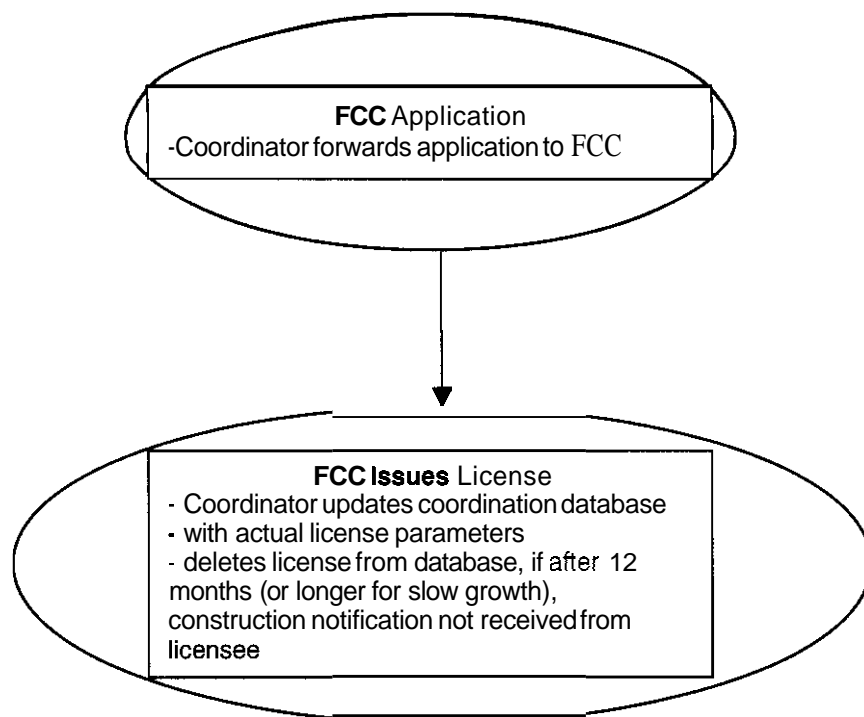 FCC Application
-Coordinator forwards application to FCC
FCC Issues License
- Coordinator updates coordination database
- with actual license parameters
- deletes license from database, if after 12
months (or longer for slow growth),
construction notification not received from
licensee